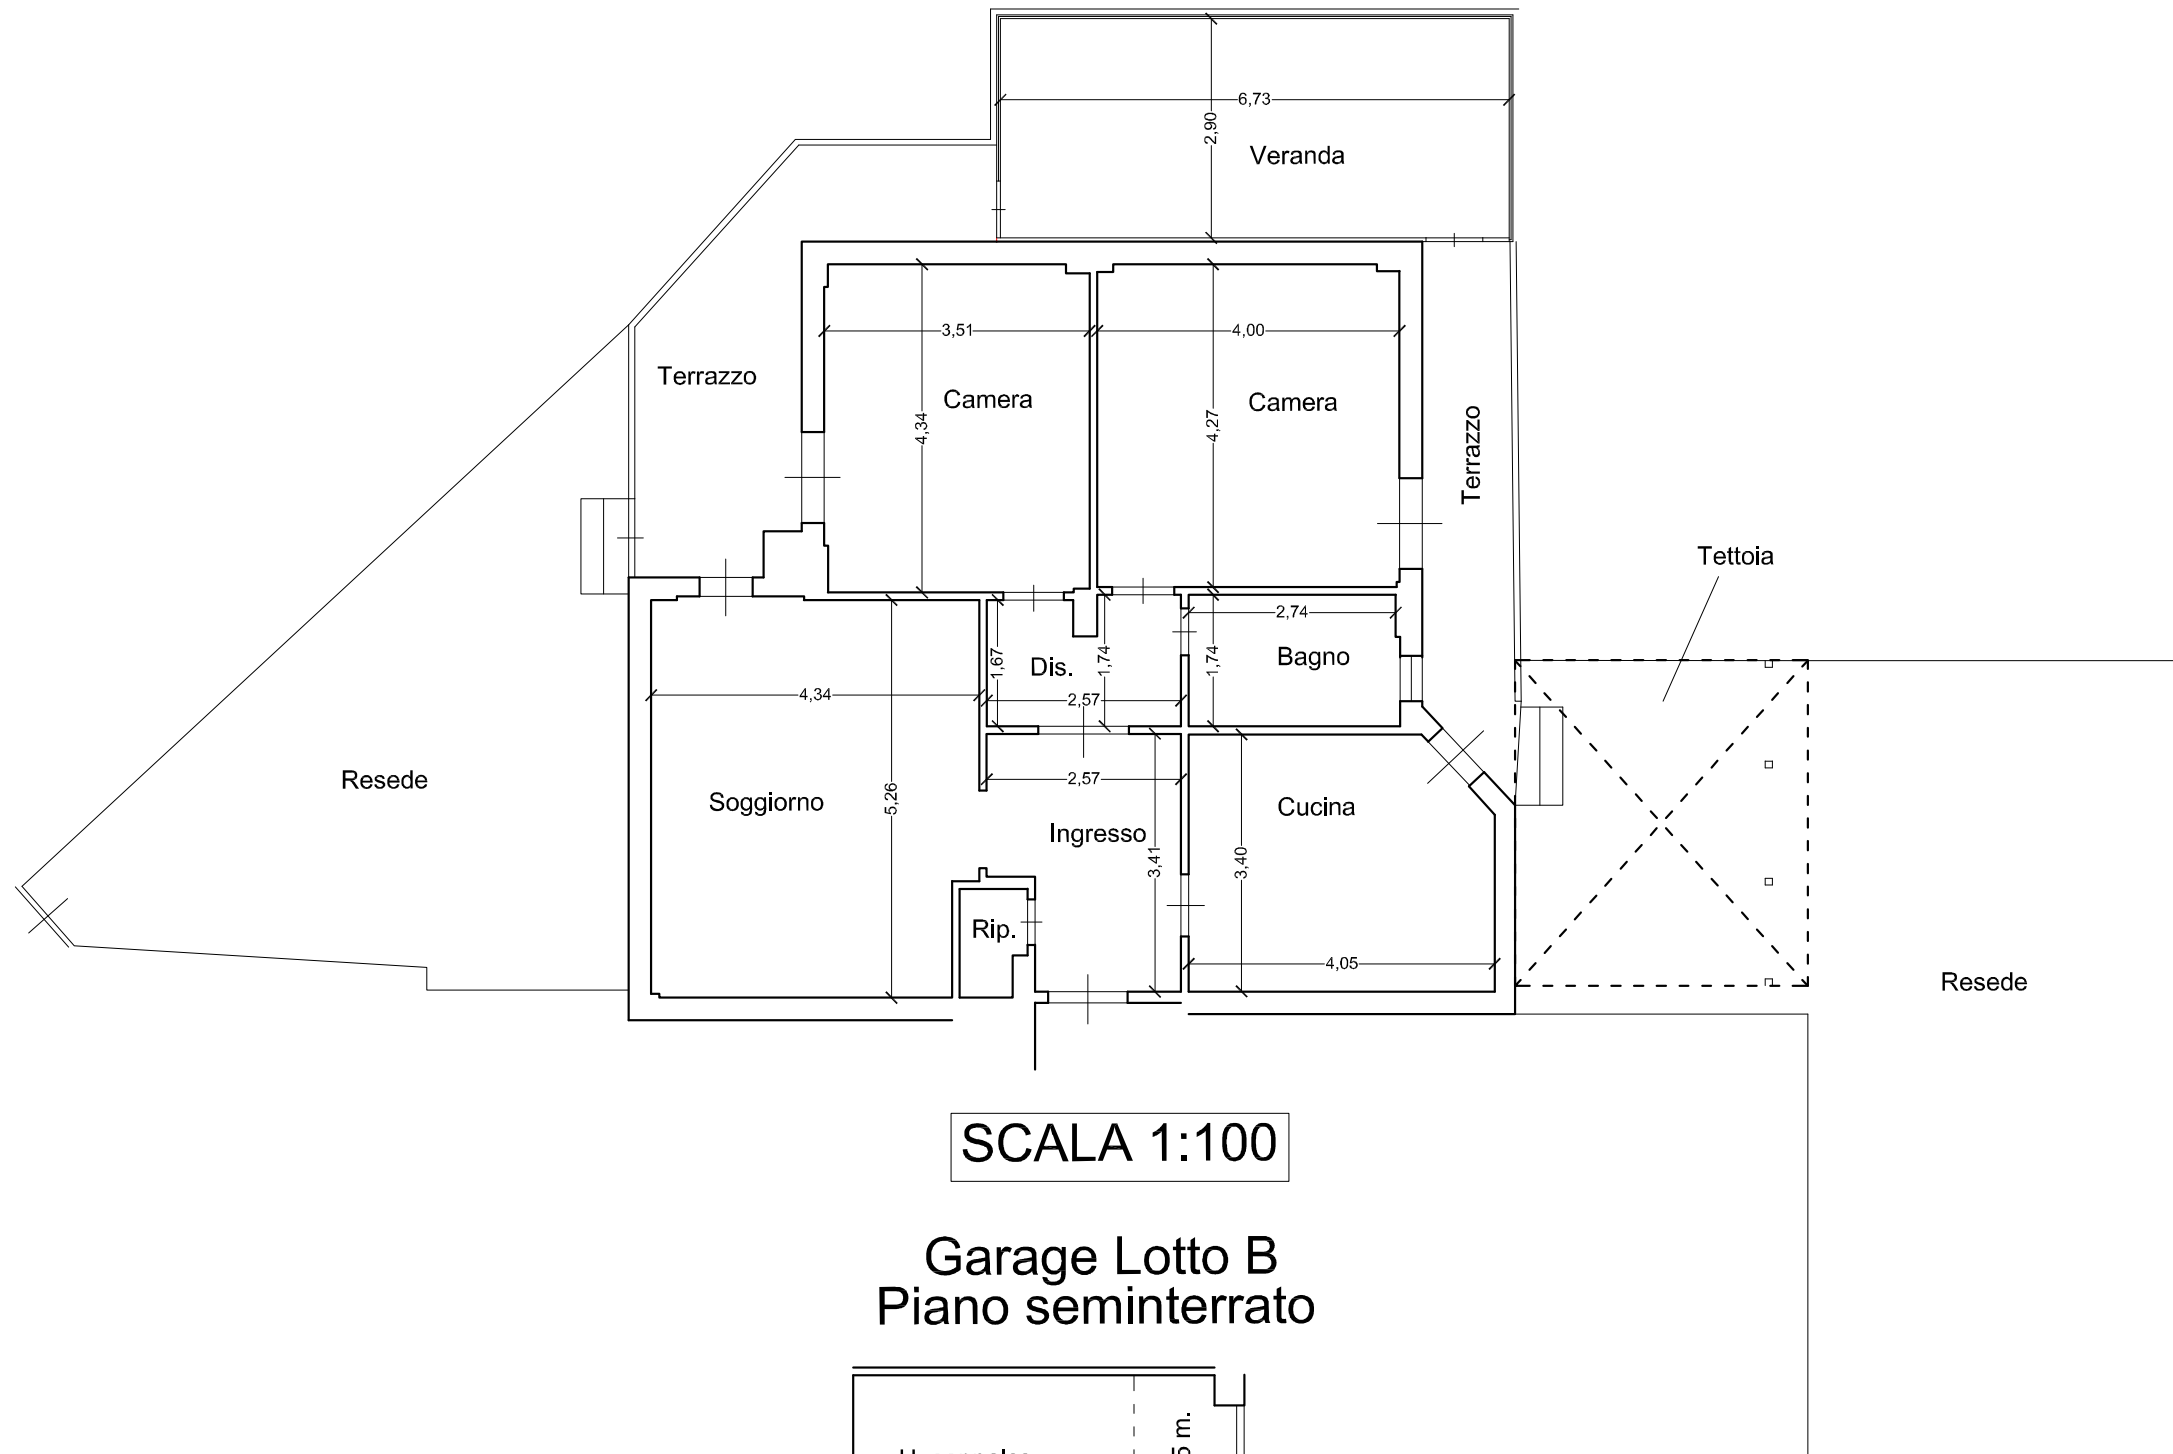 6,73
2,90
Veranda
3,51
4,00
Terrazzo
Camera
Camera
4,34
4,27
Terrazzo
Tettoia
2,74
1,67
Dis.
1,74
1,74
Bagno
4,34
2,57
2,57
Resede
Soggiorno
5,26
Ingresso
3,41
Cucina
3,40
Rip.
4,05
Resede
SCALA 1:100
Garage Lotto B
Piano seminterrato
m.